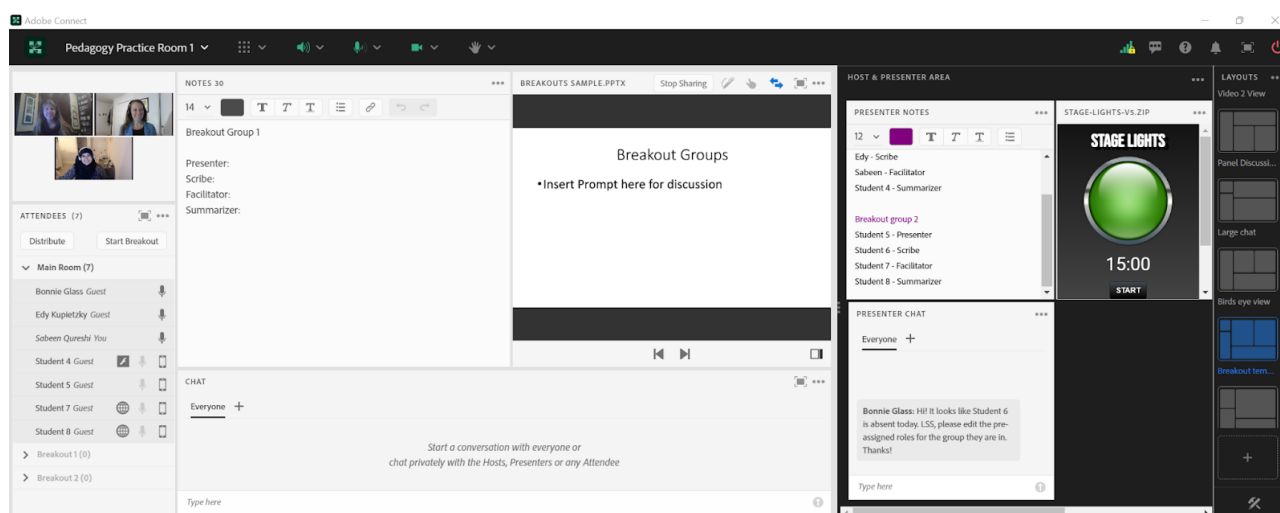 Adobe Connect
Pedagogy Practice Room 1
NOTES 30
14
T T T
Breakout Group 1
Presenter:
Scribe:
Facilitator:
Summarizer:
BREAKOUTS SAMPLE.PPTX
Stop Sharing
Breakout Groups
•Insert Prompt here for discussion
ATTENDEES (7)
Distribute
Start Breakout
Main Room (7)
Bonnie Glass Guest
Edy Kupietzky Guest
Sabeen Qureshi You
Student 4 Guest
Student 5 Guest
Student 7 Guest
Student 8 Guest
Breakout 1 (0)
Breakout 2 (0)
CHAT
Everyone
Start a conversation with everyone or
chat privately with the Hosts, Presenters or any Attendee
Type here
HOST & PRESENTER AREA
PRESENTER NOTES
12
T T T
Edy - Scribe
Sabeen - Facilitator
Student 4 - Summarizer
Breakout group 2
Student 5 - Presenter
Student 6 - Scribe
Student 7 - Facilitator
Student 8 - Summarizer
STAGE-LIGHTS-V5.ZIP
STAGE LIGHTS
15:00
START
PRESENTER CHAT
Everyone
Bonnie Glass: Hi! It looks like Student 6
is absent today. LSS, please edit the pre-
assigned roles for the group they are in.
Thanks!
Type here
LAYOUTS
Video 2 View
Panel Discussi...
Large chat
Birds eye view
Breakout tem...